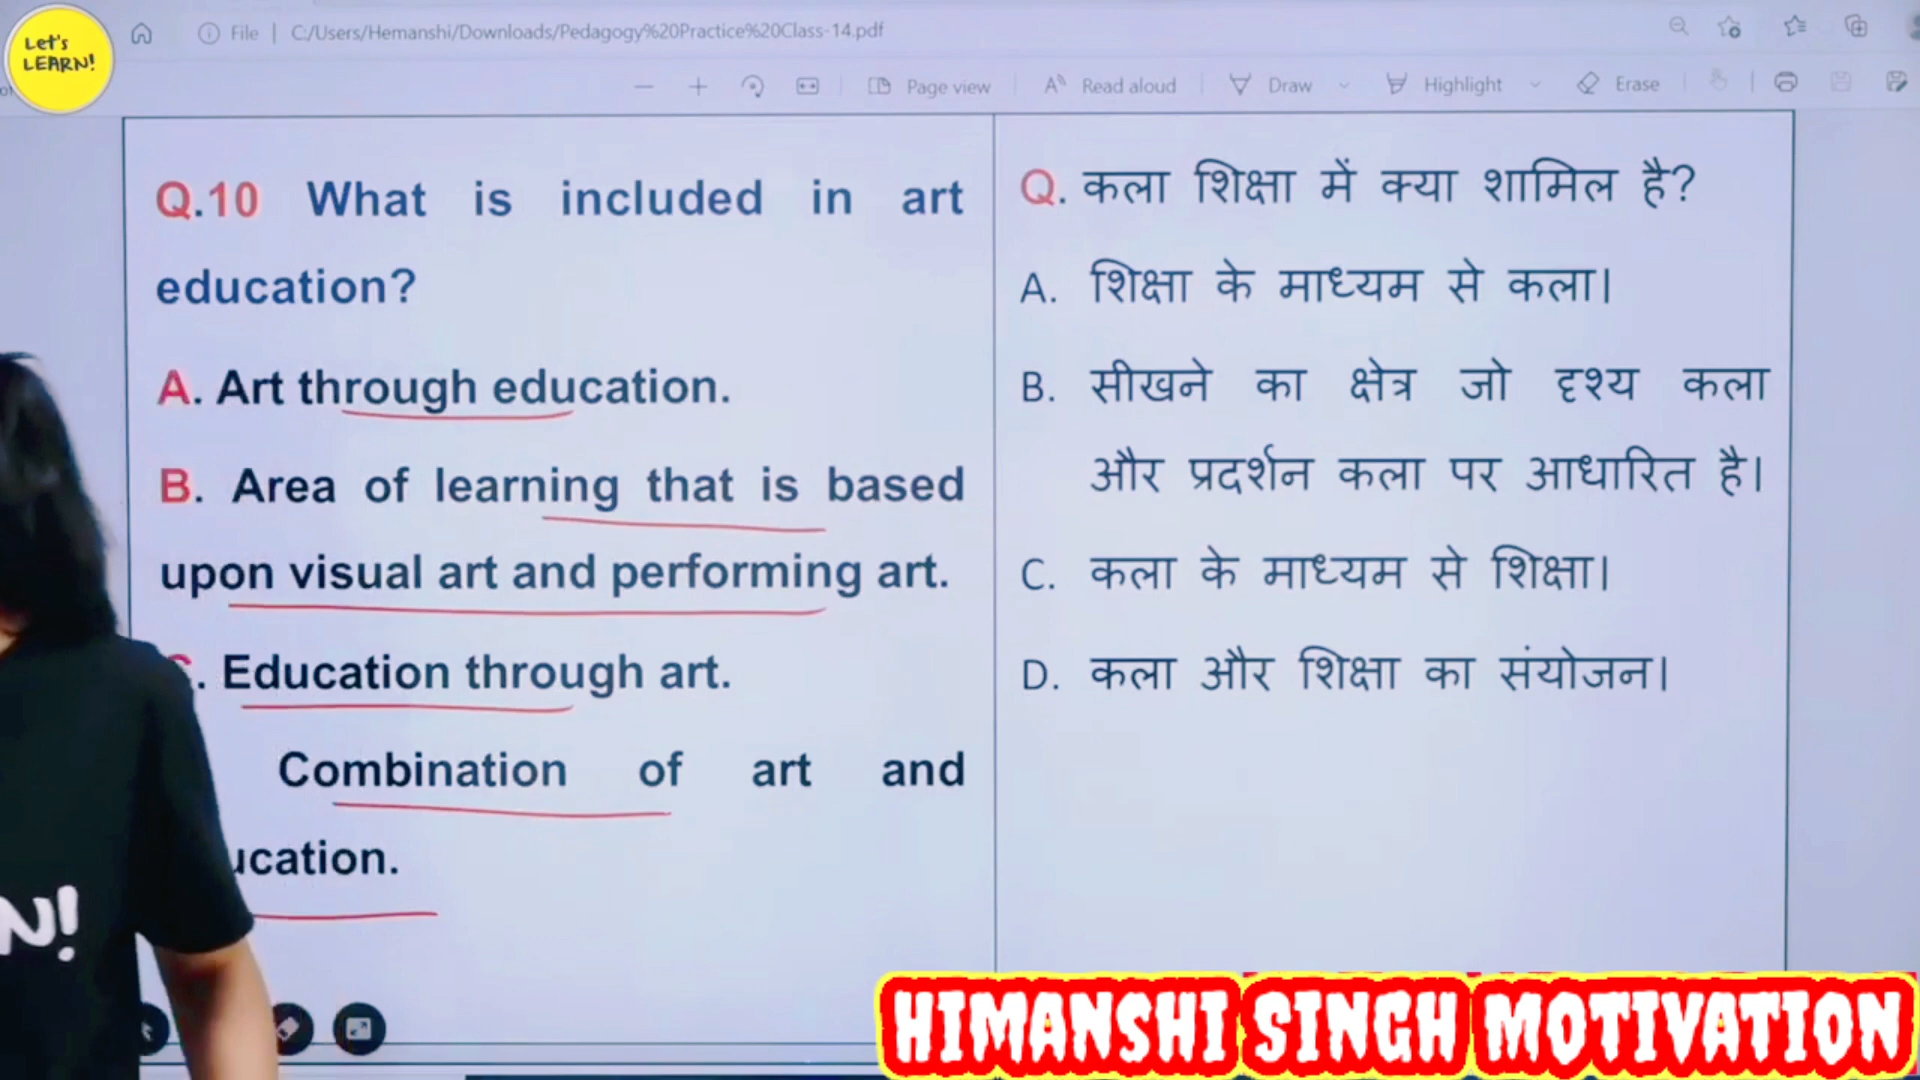 Let's
LEARN!
File | C:/Users/Hemanshi/Downloads/Pedagogy%20Practice%20Class-14.pdf
Page view
Read aloud
Draw
Highlight
Erase
Q.10 What is included in art
education?
A. Art through education.
B. Area of learning that is based
upon visual art and performing art.
. Education through art.
Combination of art and
ucation.
Q. कला शिक्षा में क्या शामिल है?
A. शिक्षा के माध्यम से कला।
B. सीखने का क्षेत्र जो दृश्य कला
और प्रदर्शन कला पर आधारित है।
C. कला के माध्यम से शिक्षा।
D. कला और शिक्षा का संयोजन।
N!
HIMANSHI SINGH MOTIVATION